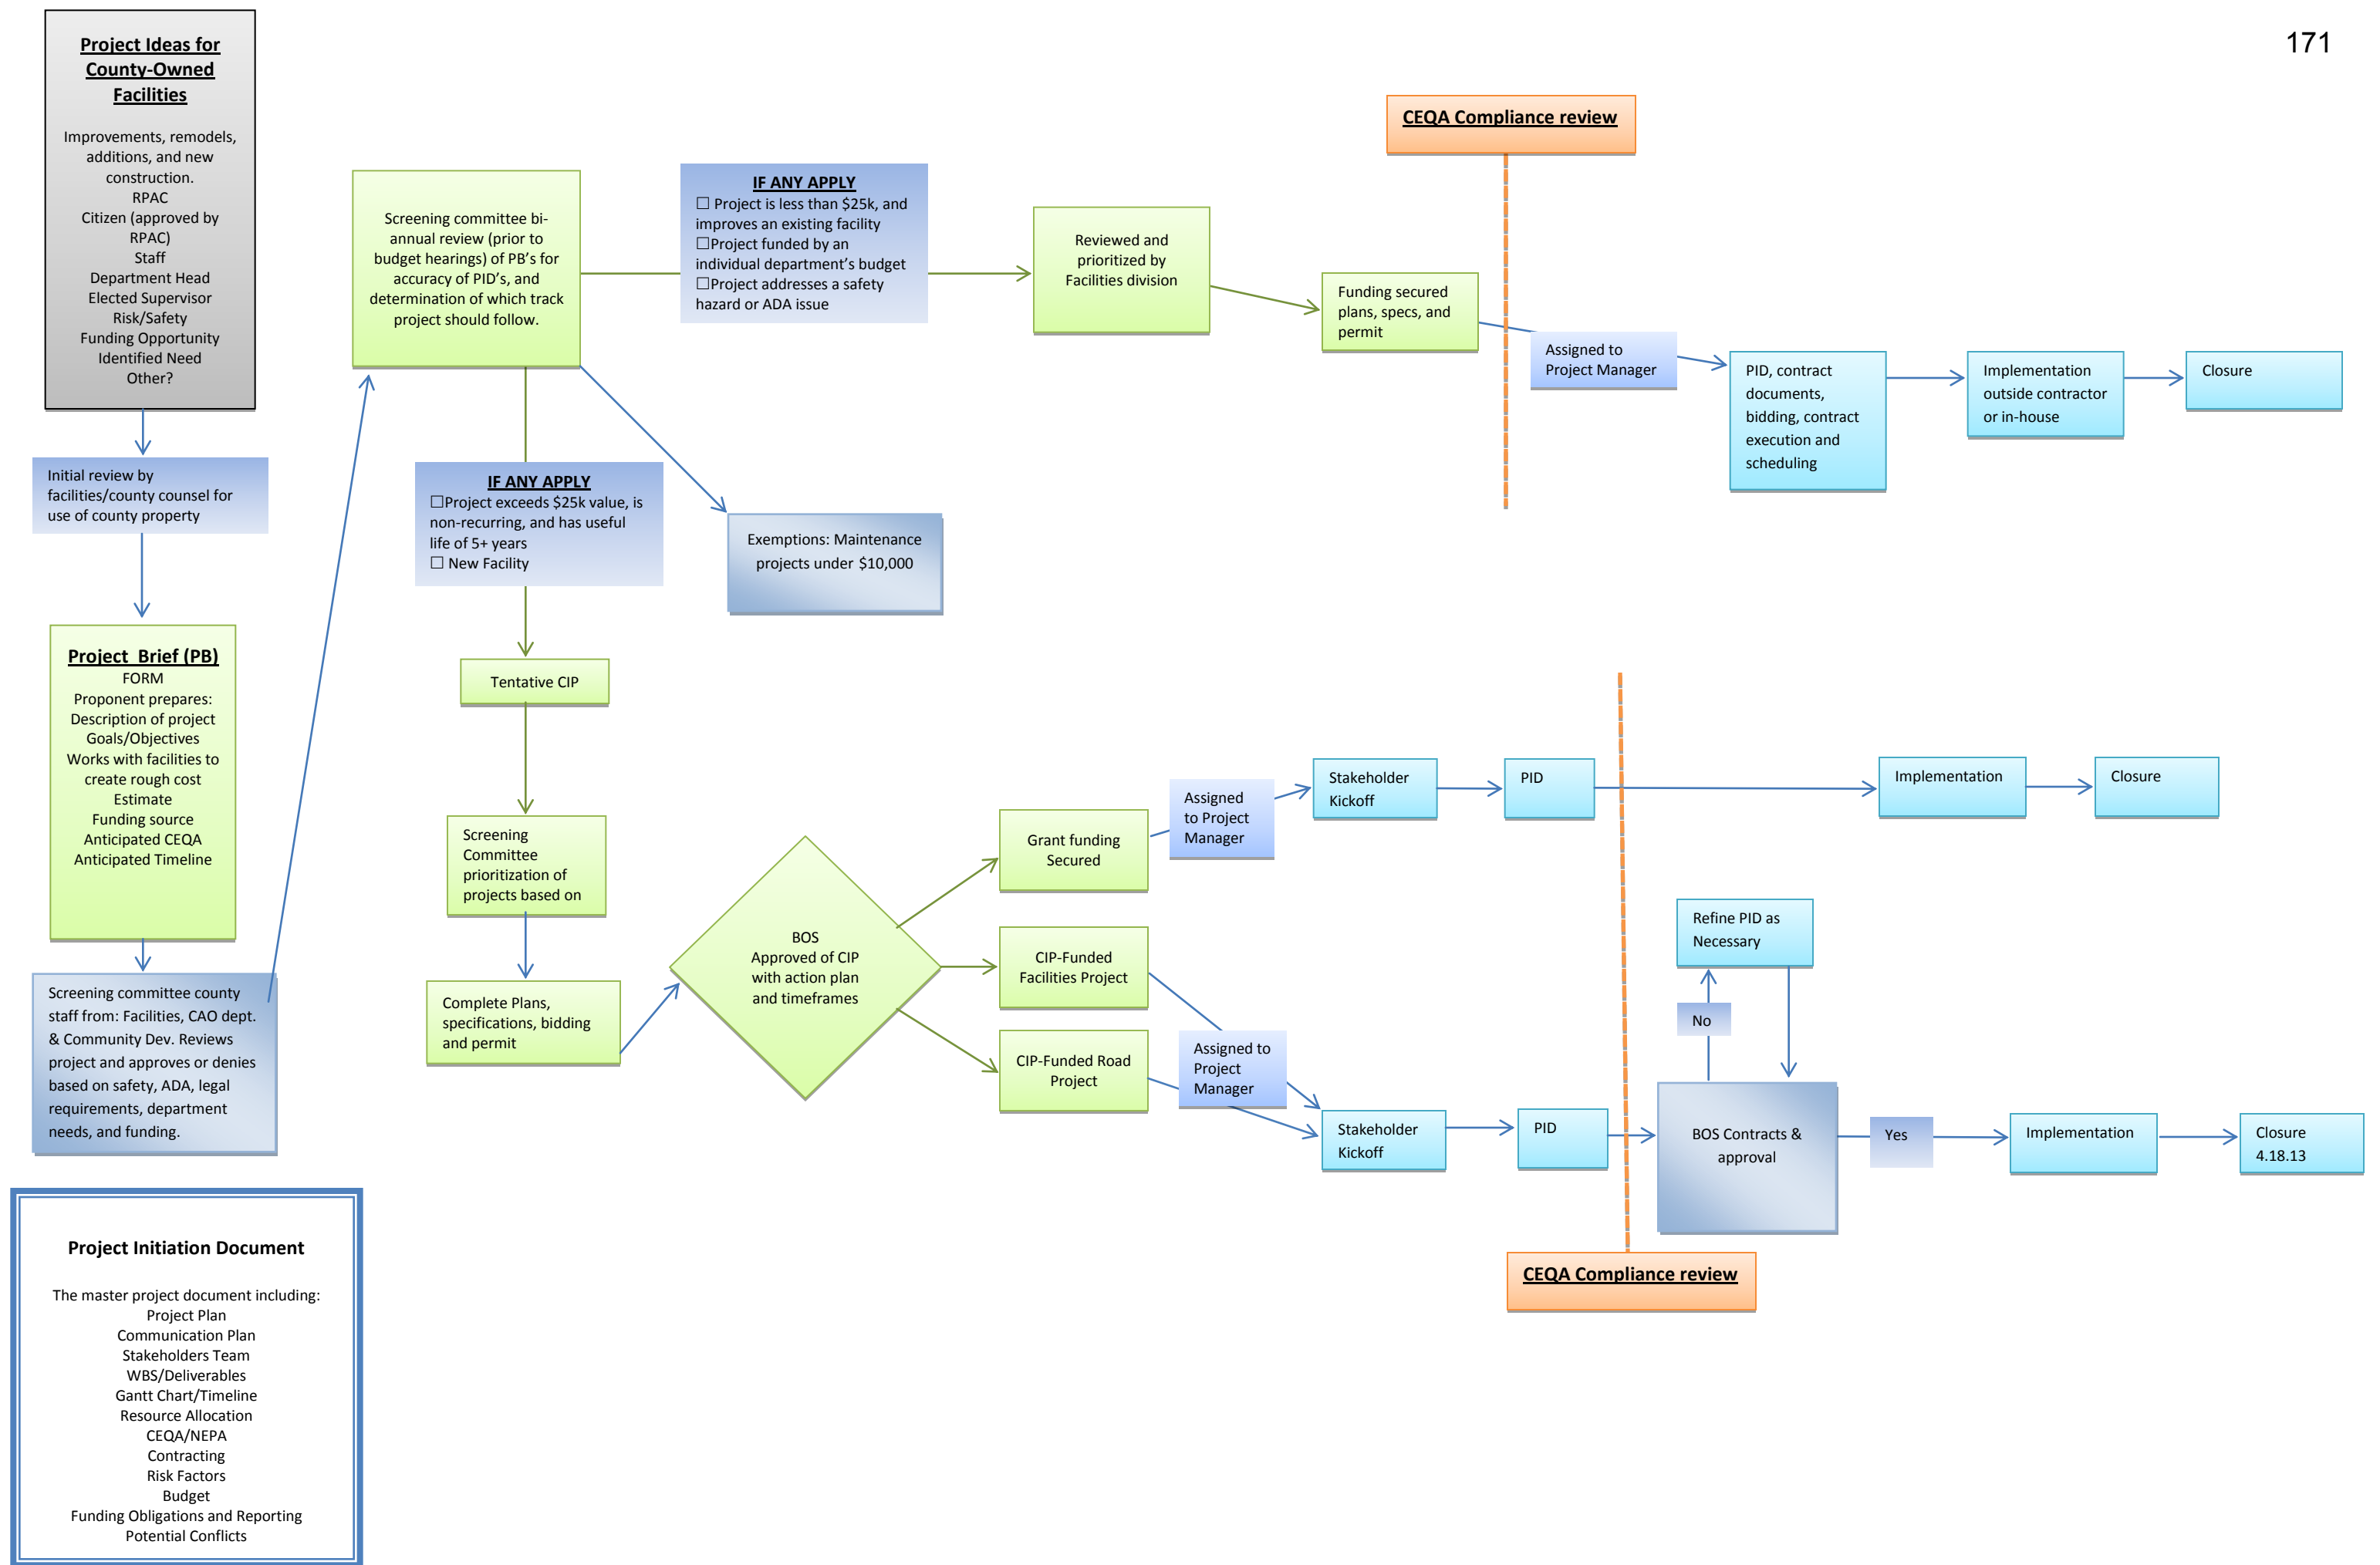 171
Project Ideas for
County-Owned
Facilities
Improvements, remodels,
additions, and new
construction.
RPAC
Citizen (approved by
RPAC)
Staff
Department Head
Elected Supervisor
Risk/Safety
Funding Opportunity
Identified Need
Other?
Initial review by
facilities/county counsel for
use of county property
Project  Brief (PB)
FORM
Proponent prepares:
Description of project
Goals/Objectives
Works with facilities to
create rough cost
Estimate
Funding source
Anticipated CEQA
Anticipated Timeline
Screening committee county
staff from: Facilities, CAO dept.
& Community Dev. Reviews
project and approves or denies
based on safety, ADA, legal
requirements, department
needs, and funding.
Project Initiation Document
The master project document including:
Project Plan
Communication Plan
Stakeholders Team
WBS/Deliverables
Gantt Chart/Timeline
Resource Allocation
CEQA/NEPA
Contracting
Risk Factors
Budget
Funding Obligations and Reporting
Potential Conflicts
Screening committee bi-
annual review (prior to
budget hearings) of PB's for
accuracy of PID's, and
determination of which track
project should follow.
IF ANY APPLY
☐ Project is less than $25k, and
improves an existing facility
☐Project funded by an
individual department's budget
☐Project addresses a safety
hazard or ADA issue
Reviewed and
prioritized by
Facilities division
Funding secured
plans, specs, and
permit
CEQA Compliance review
Assigned to
Project Manager
PID, contract
documents,
bidding, contract
execution and
scheduling
Implementation
outside contractor
or in-house
Closure
IF ANY APPLY
☐Project exceeds $25k value, is
non-recurring, and has useful
life of 5+ years
☐ New Facility
Exemptions: Maintenance
projects under $10,000
Tentative CIP
Screening
Committee
prioritization of
projects based on
Complete Plans,
specifications, bidding
and permit
BOS
Approved of CIP
with action plan
and timeframes
Grant funding
Secured
CIP-Funded
Facilities Project
CIP-Funded Road
Project
Assigned
to Project
Manager
Stakeholder
Kickoff
PID
Implementation
Closure
Assigned to
Project
Manager
Stakeholder
Kickoff
PID
Refine PID as
Necessary
No
BOS Contracts &
approval
Yes
Implementation
Closure
4.18.13
CEQA Compliance review